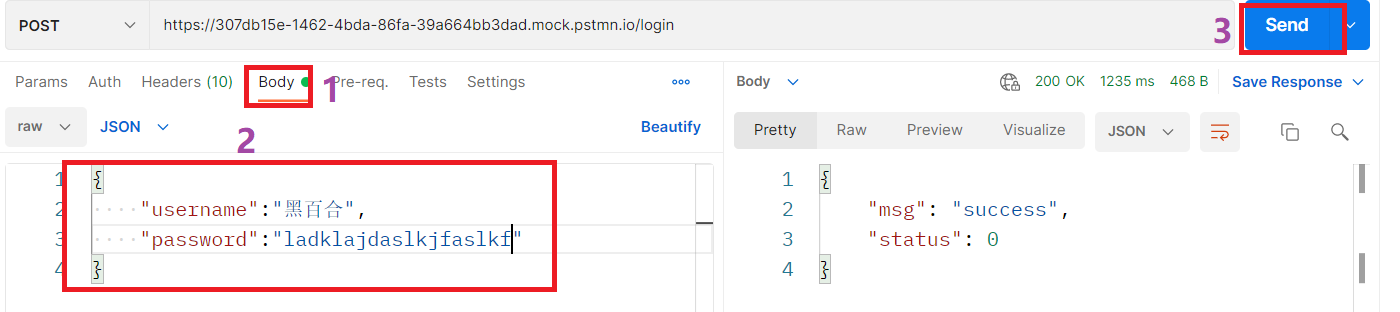 POST https://307db15e-1462-4bda-86fa-39a664bb3dad.mock.pstmn.io/login 3 Send
Params Auth Headers (10) Body 1 Pre-req. Tests Settings ooo
Body 200 OK 1235 ms 468 B Save Response
raw JSON 2 Beautify
Pretty Raw Preview Visualize JSON
1 {
2 "username":"黑百合",
3 "password":"ladklajdaslkjfaslkf"
4 }
1 {
2 "msg": "success",
3 "status": 0
4 }